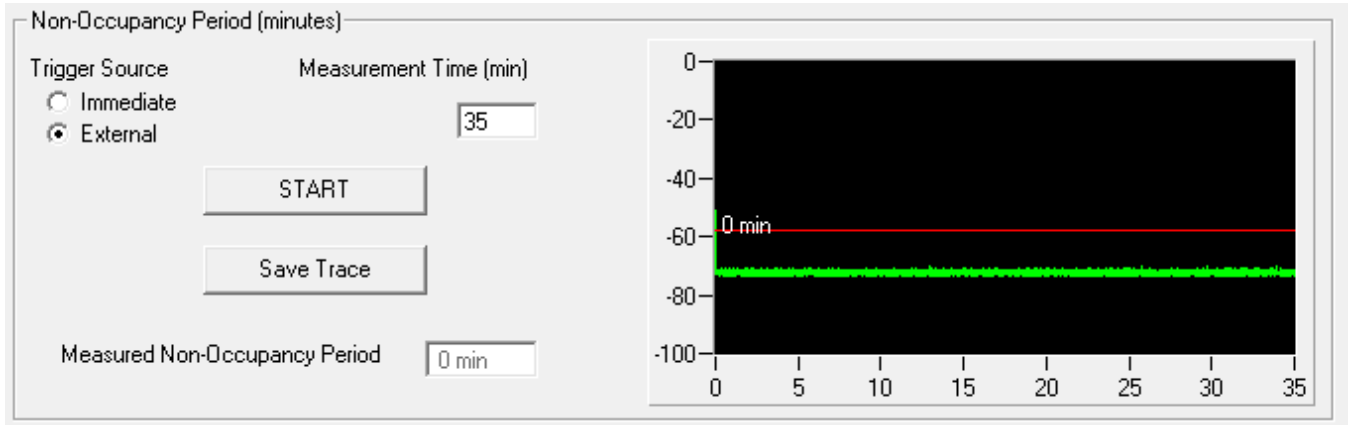 Non-Occupancy Period (minutes)
Trigger Source
Measurement Time (min)
Immediate
External
35
START
Save Trace
Measured Non-Occupancy Period
0 min
0
-20
-40
-60
-80
-100
0 min
0 5 10 15 20 25 30 35